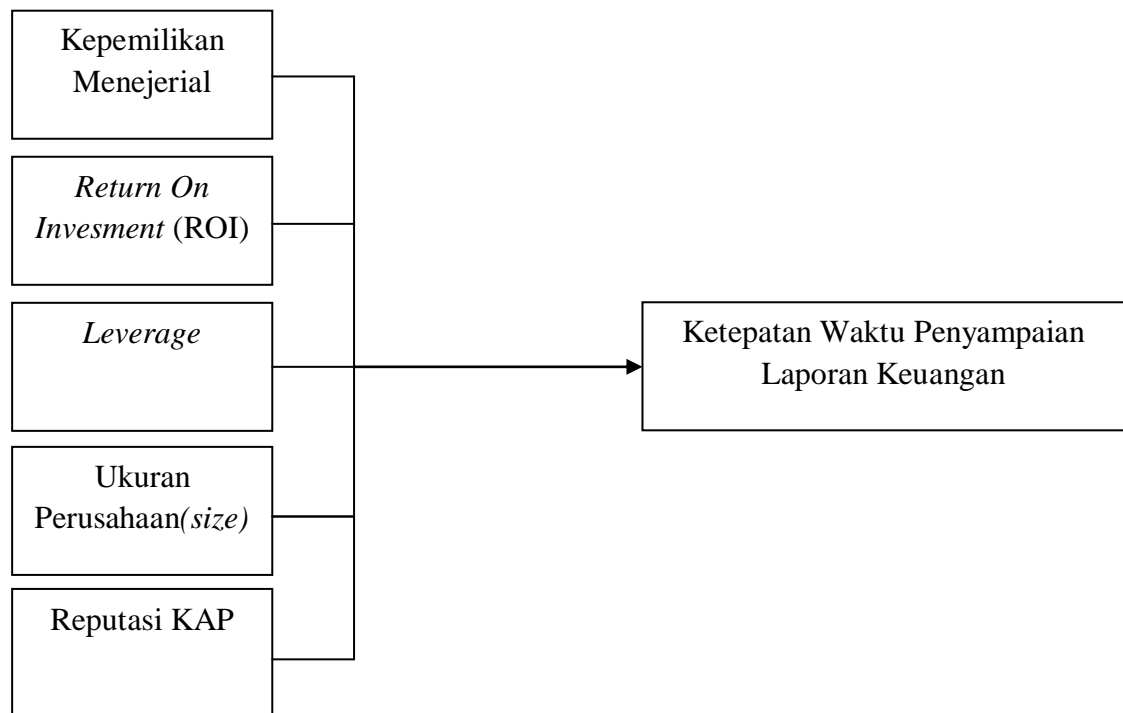 Kepemilikan
Menejerial
Return On
Invesment (ROI)
Leverage
Ketepatan Waktu Penyampaian
Laporan Keuangan
Ukuran
Perusahaan(size)
Reputasi KAP